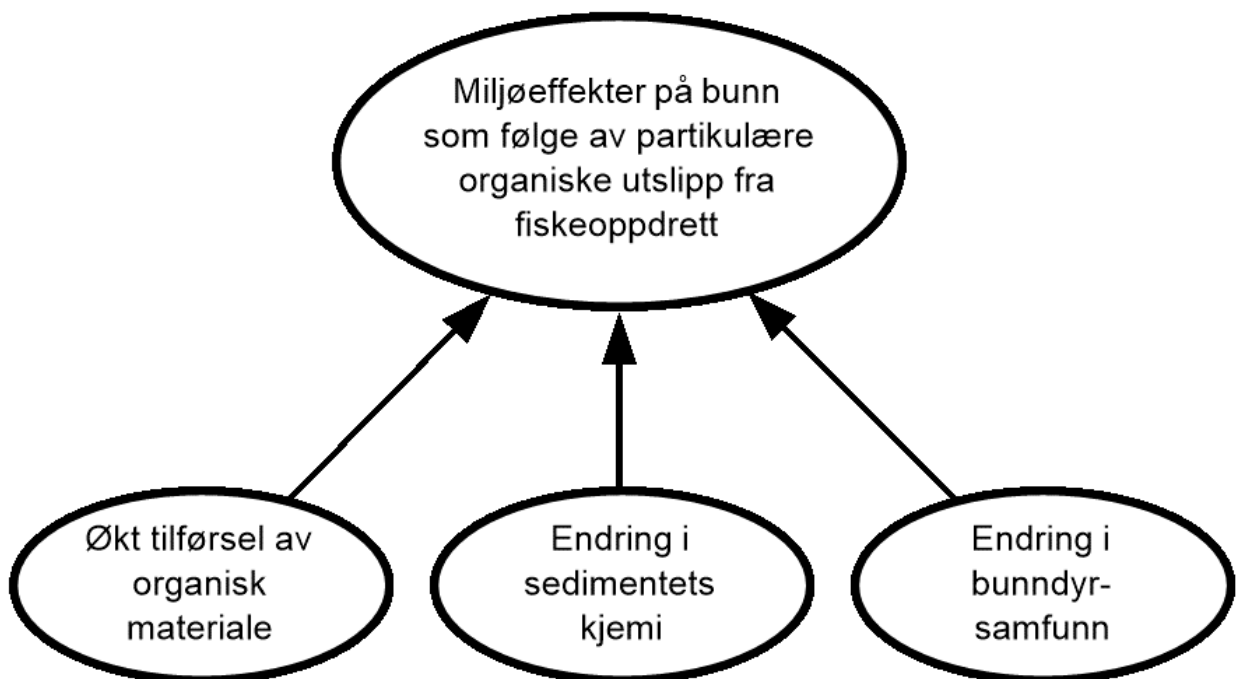 Miljøeffekter på bunn
som følge av partikulære
organiske utslipp fra
fiskeoppdrett
Økt tilførsel av
organisk
materiale
Endring i
sedimentets
kjemi
Endring i
bunndyr-
samfunn